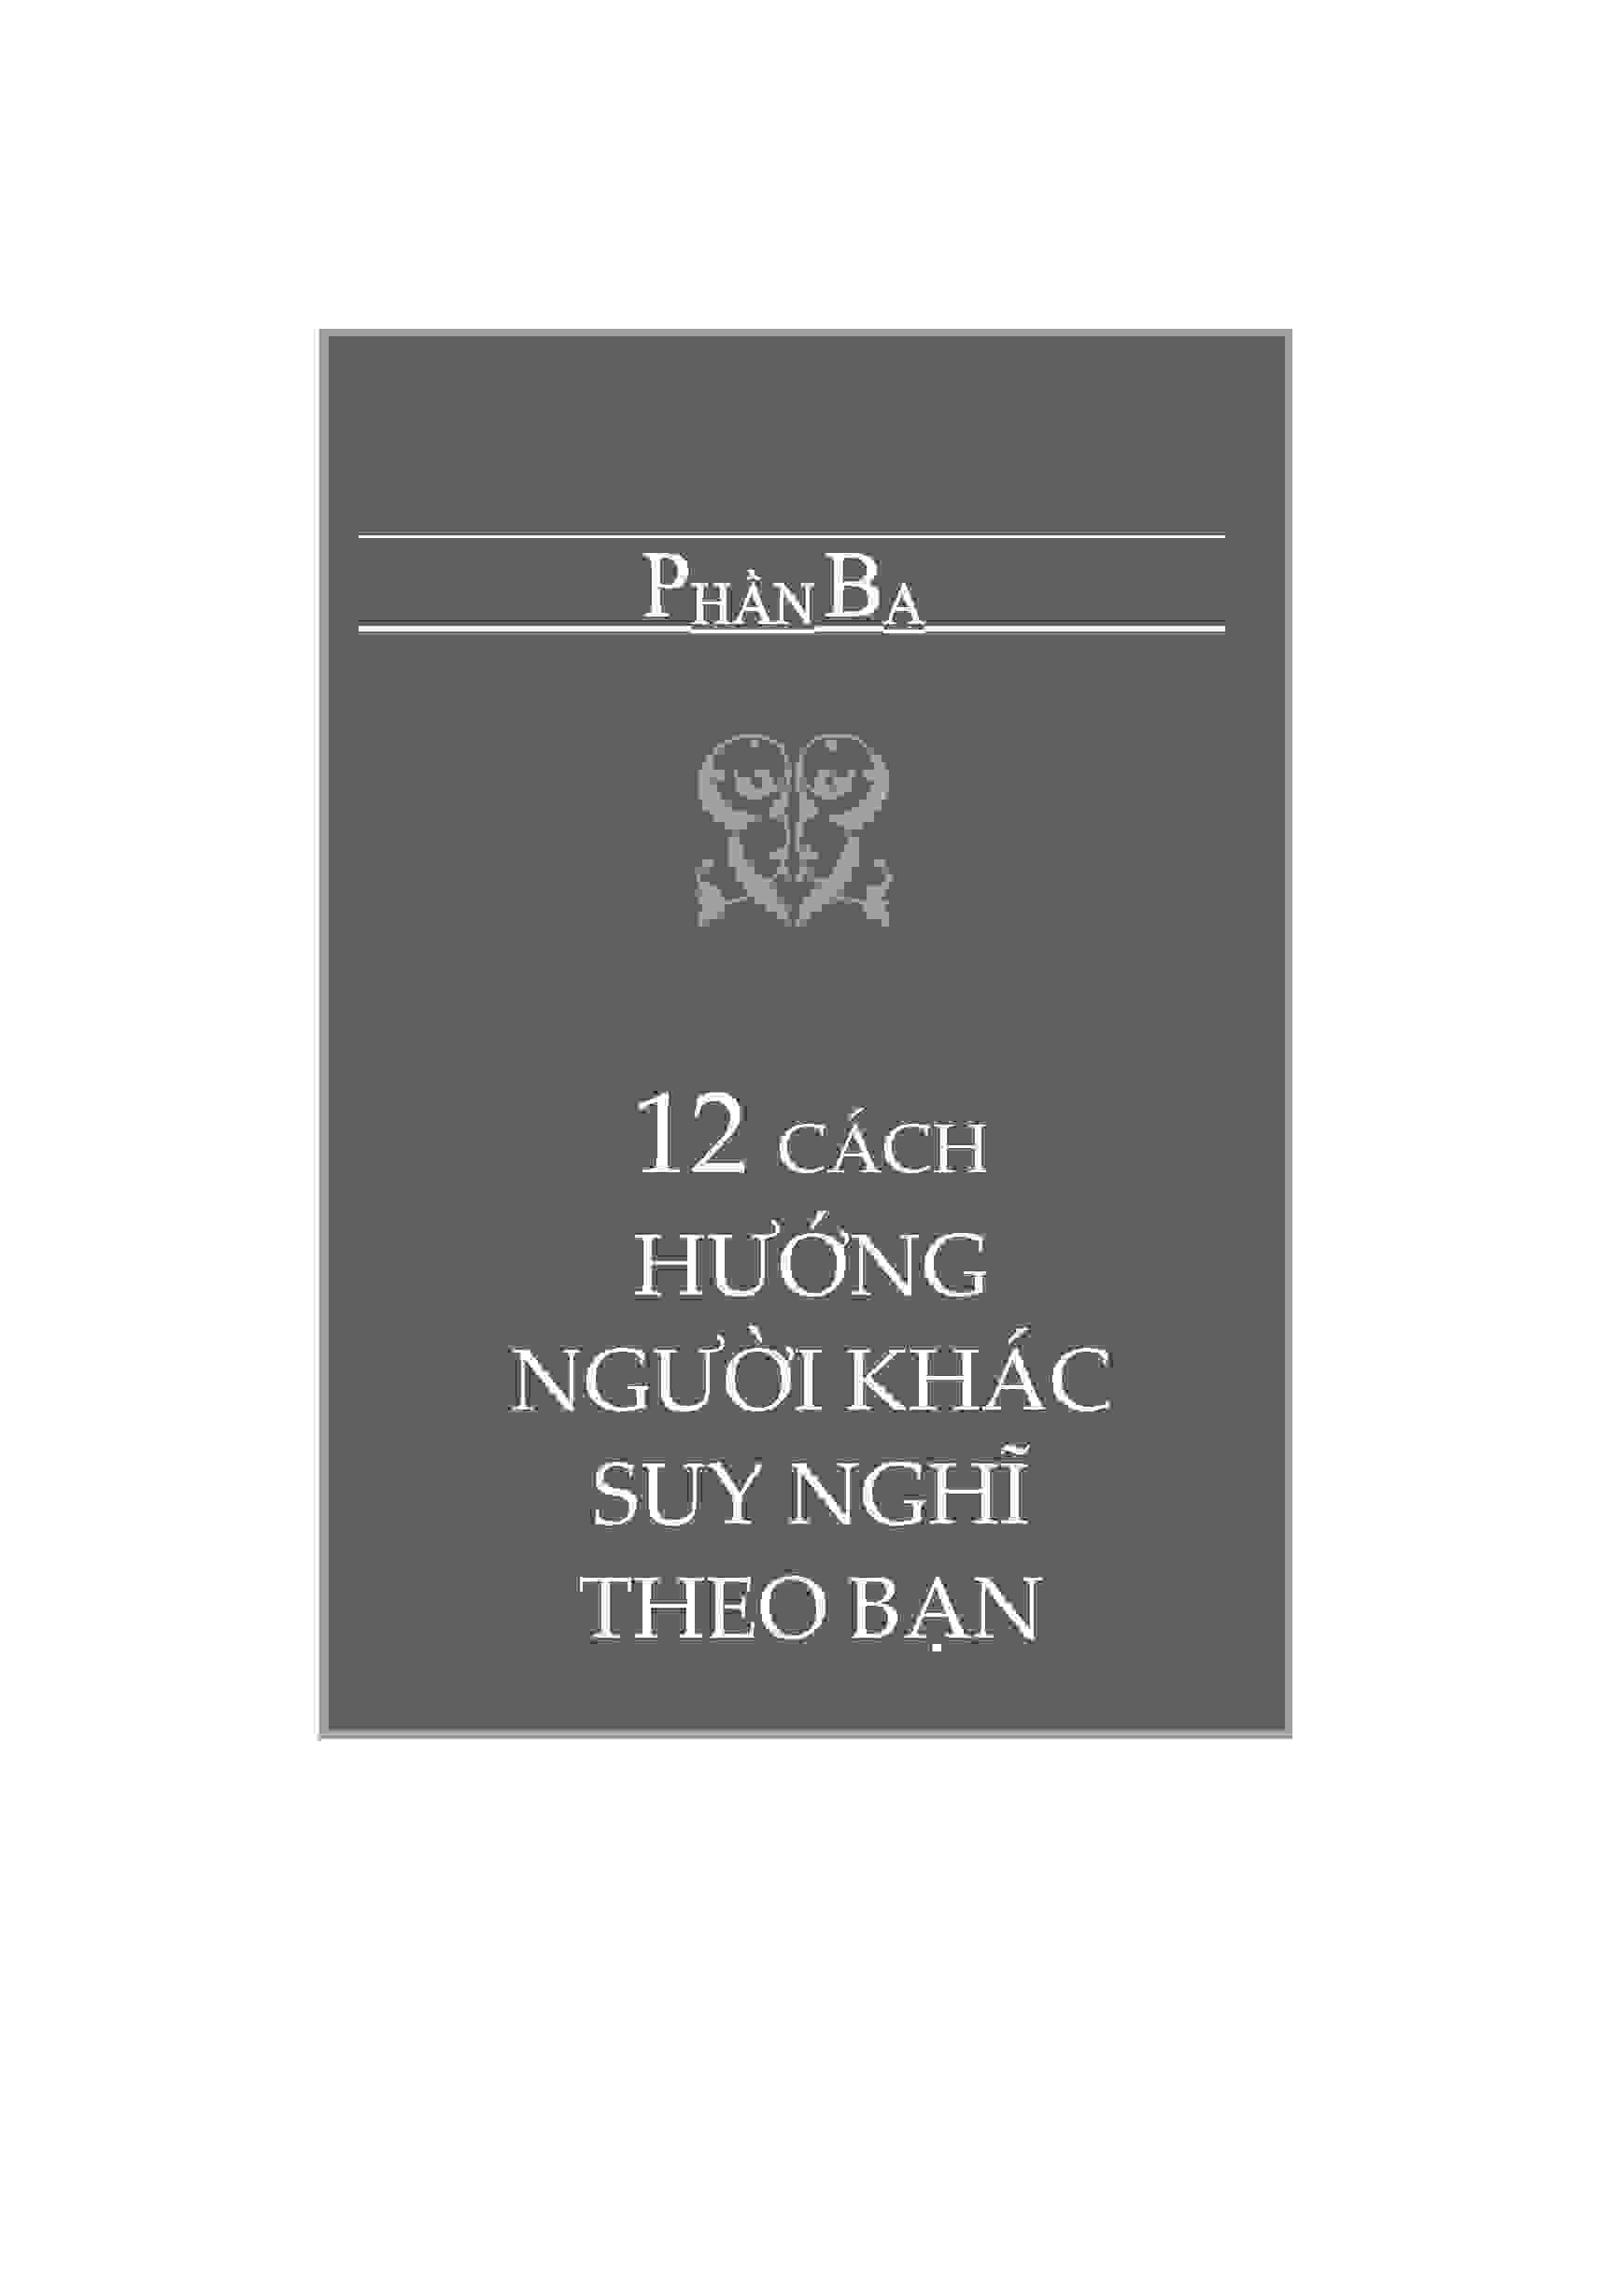 PHẦN BA
12 CÁCH
HƯỚNG
NGƯỜI KHÁC
SUY NGHĨ
THEO BẠN